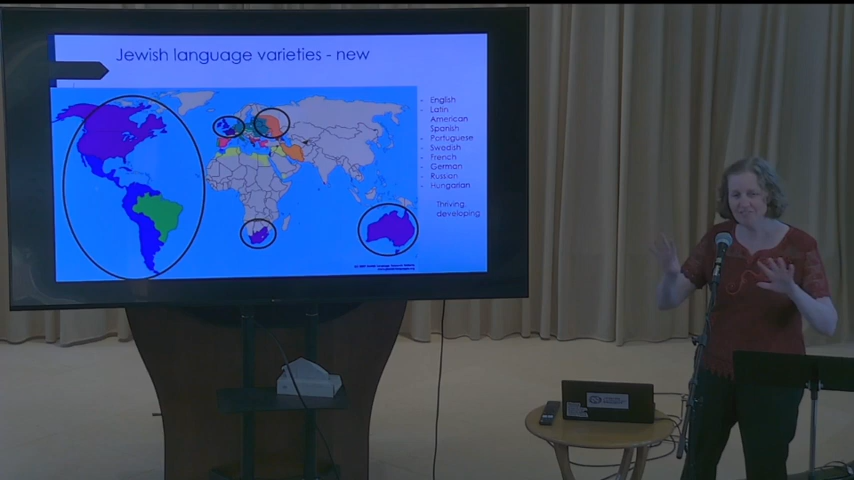 Jewish language varieties - new
- English
- Latin
American
Spanish
- Portuguese
- Swedish
- French
- German
- Russian
- Hungarian
Thriving,
developing